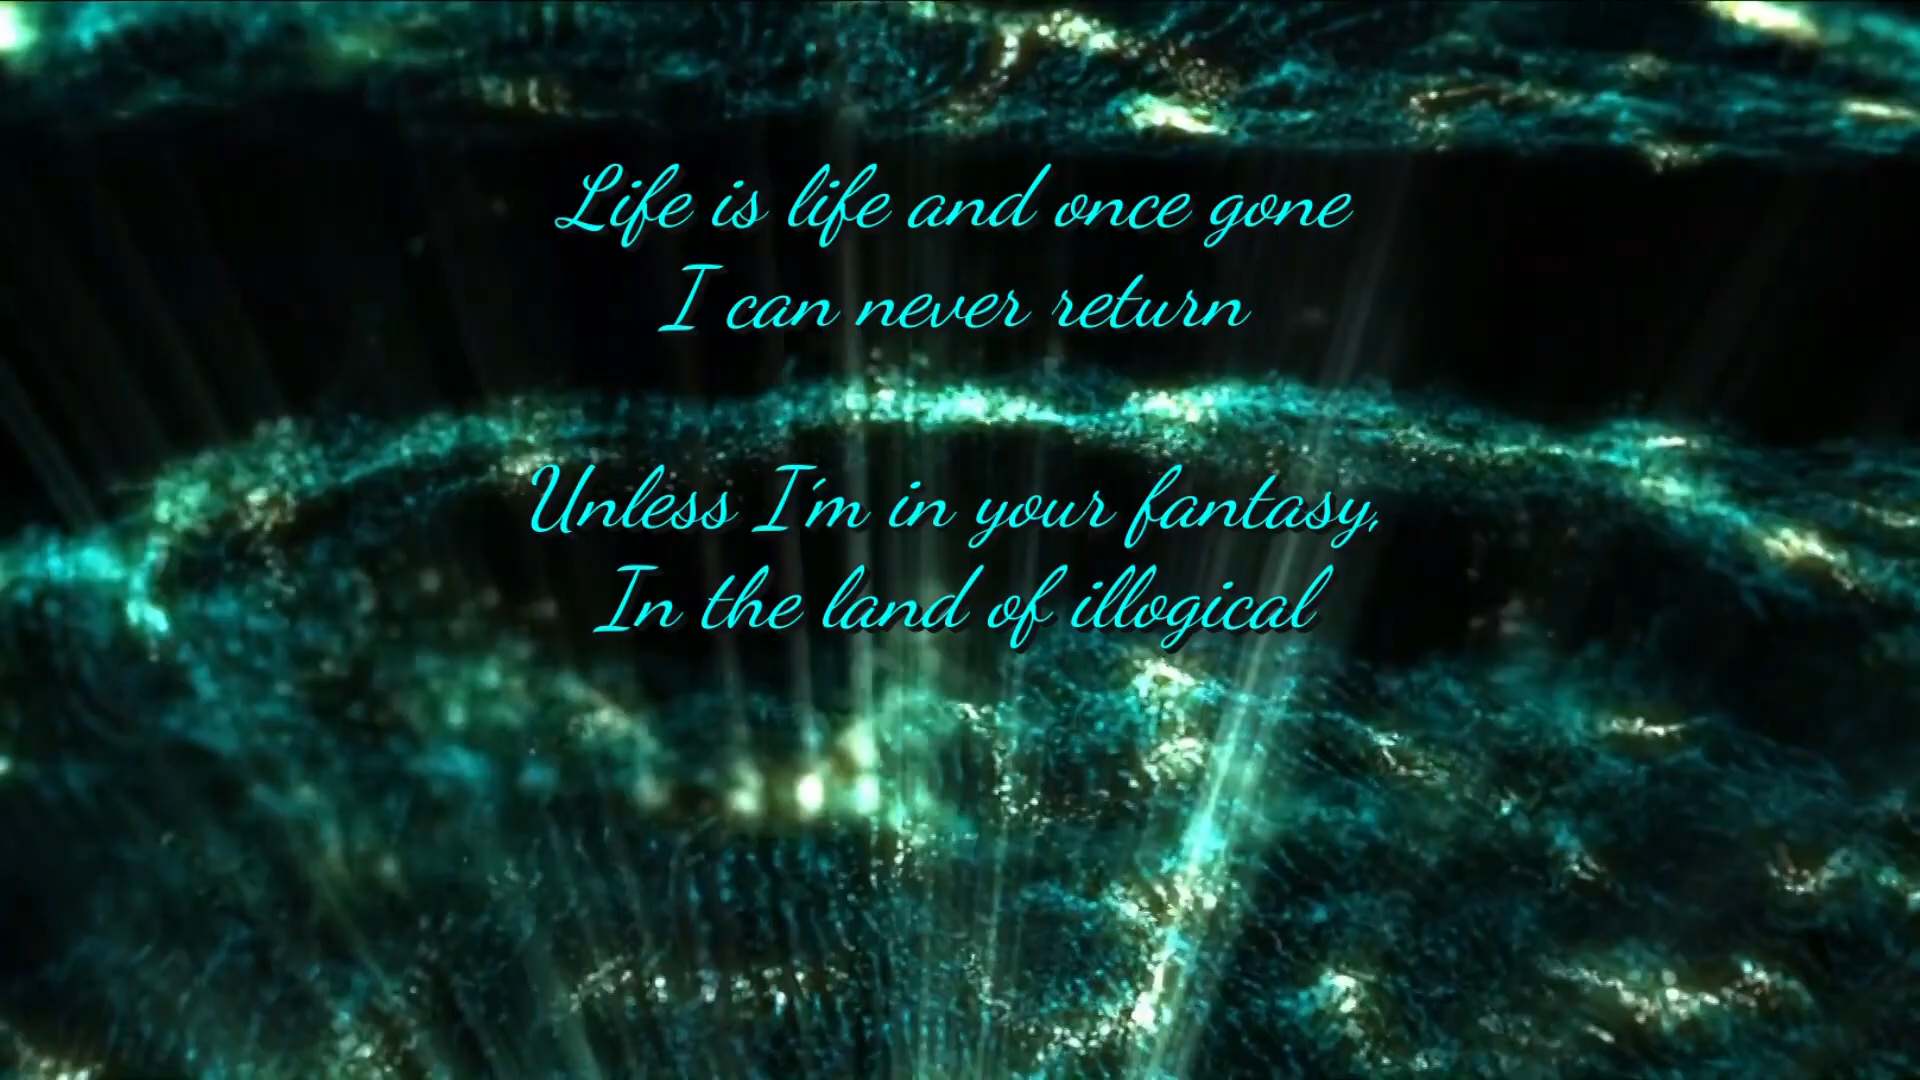 Life is life and once gone
I can never return
Unless I'm in your fantasy,
In the land of illogical